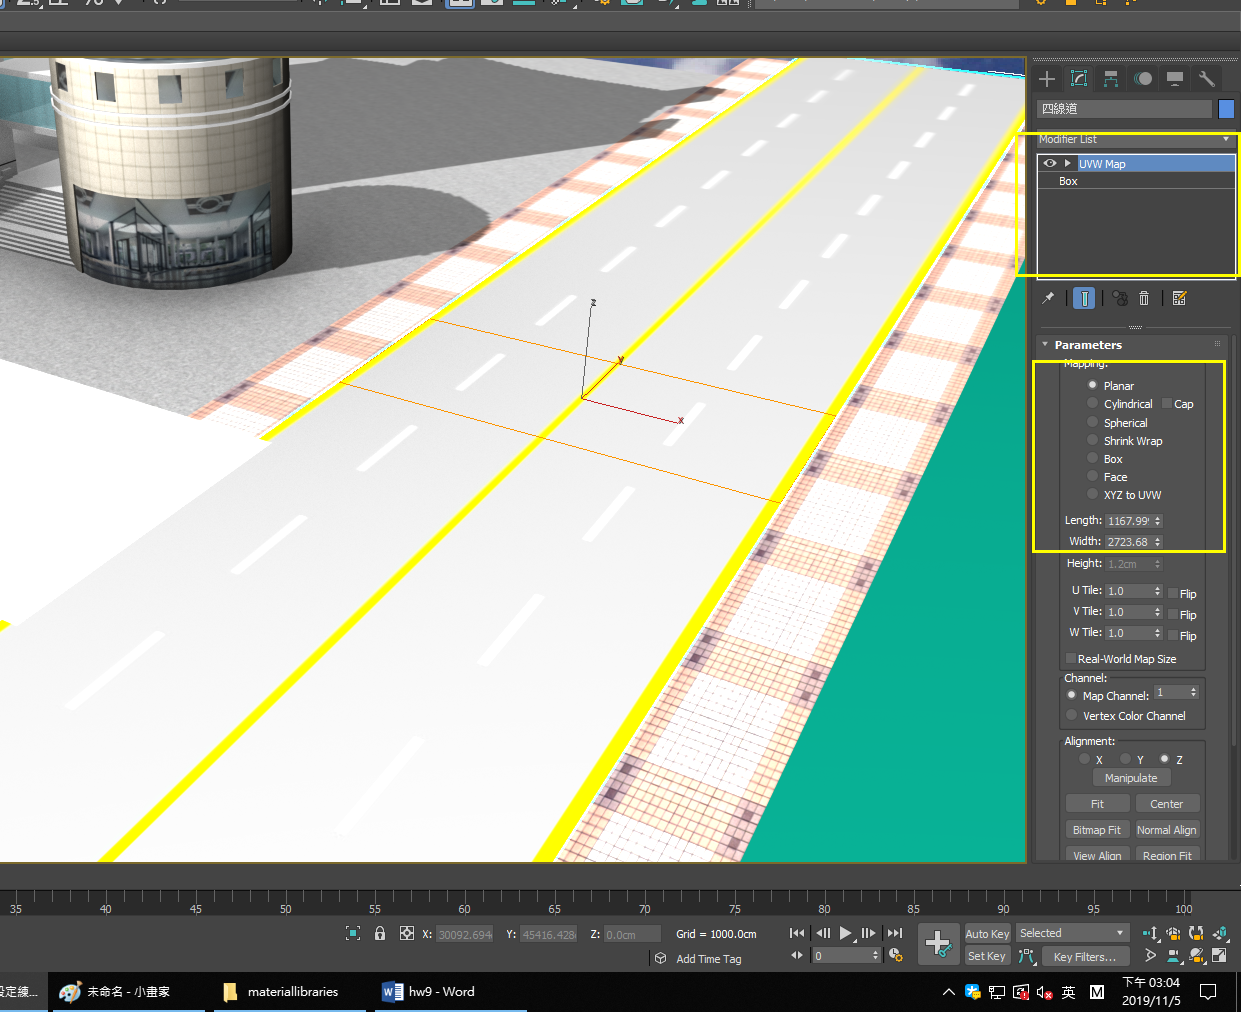 四線道
Modifier List
UVW Map
Box
Parameters
Mapping:
Planar
Cylindrical Cap
Spherical
Shrink Wrap
Box
Face
XYZ to UVW
Length: 1167.99
Width: 2723.68
Height: 1.2cm
U Tile: 1.0 Flip
V Tile: 1.0 Flip
W Tile: 1.0 Flip
Real-World Map Size
Channel:
Map Channel: 1
Vertex Color Channel
Alignment:
X Y Z
Manipulate
Fit Center
Bitmap Fit Normal Align
View Align Region Fit
z
y
x
35 40 45 50 55 60 65 70 75 80 85 90 95 100
X: 30092.694 Y: 45416.428 Z: 0.0cm Grid = 1000.0cm Auto Key Selected
Add Time Tag 0 Set Key Key Filters...
設定練... 未命名 - 小畫家 materiallibraries hw9 - Word 英 M 下午 03:04
2019/11/5